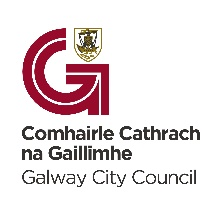 Comhairle Cathrach
na Gaillimhe
Galway City Council